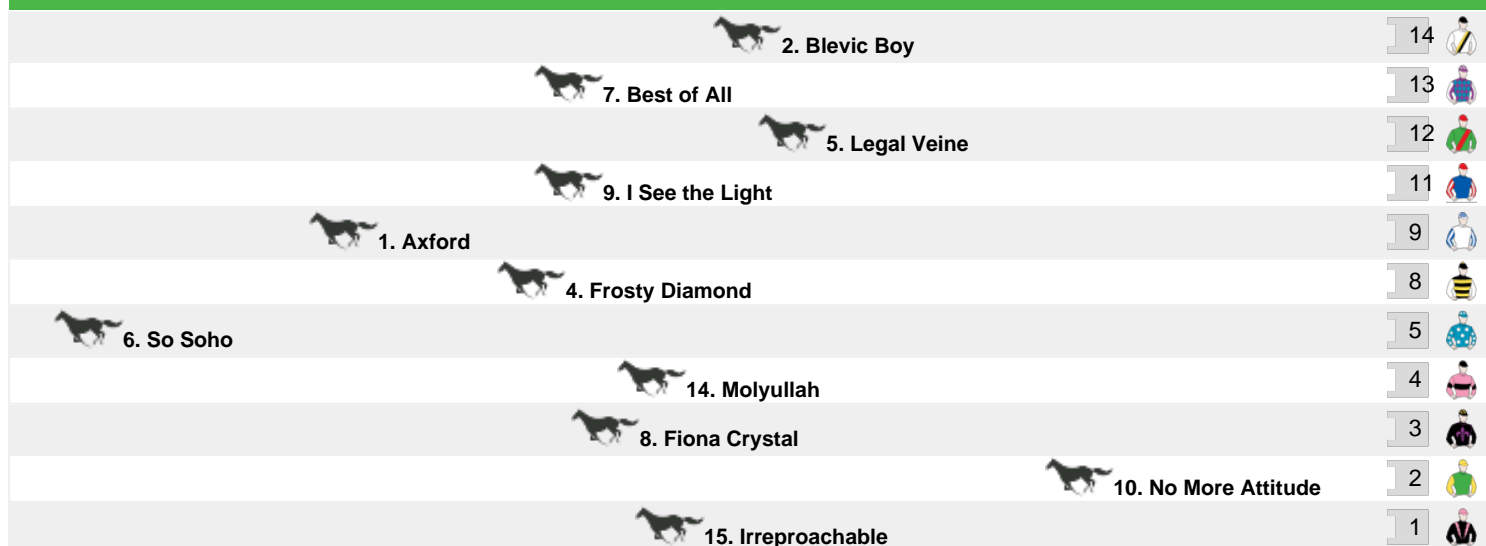 2. Blevic Boy 14
7. Best of All 13
5. Legal Veine 12
9. I See the Light 11
1. Axford 9
4. Frosty Diamond 8
6. So Soho 5
14. Molyullah 4
8. Fiona Crystal 3
10. No More Attitude 2
15. Irreproachable 1